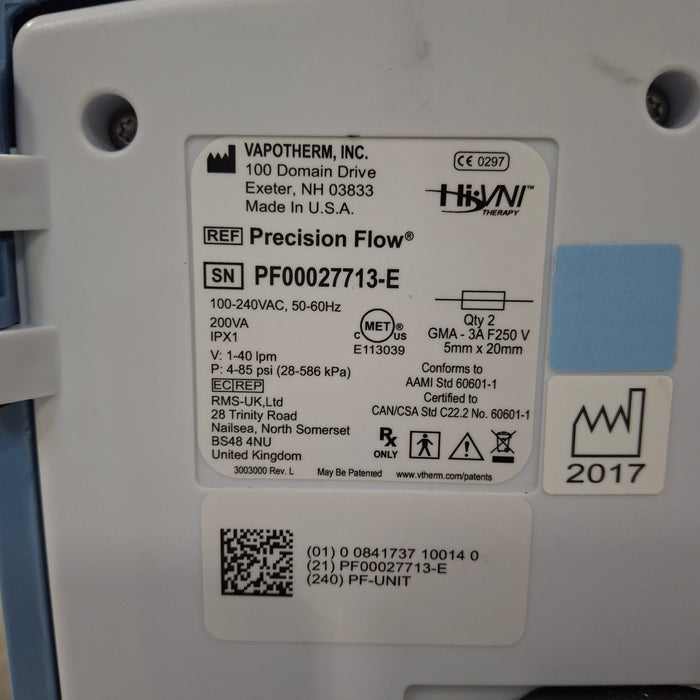 VAPOTHERM, INC.
100 Domain Drive
Exeter, NH 03833
Made In U.S.A.
CE 0297
Hi-VNI™
THERAPY
REF Precision Flow®
SN PF00027713-E
100-240VAC, 50-60Hz
200VA
IPX1
V: 1-40 lpm
P: 4-85 psi (28-586 kPa)
EC REP
RMS-UK,Ltd
28 Trinity Road
Nailsea, North Somerset
BS48 4NU
United Kingdom
3003000 Rev. L
May Be Patented
www.vtherm.com/patents
C MET ® US
E113039
Qty 2
GMA - 3A F250 V
5mm x 20mm
Conforms to
AAMI Std 60601-1
Certified to
CAN/CSA Std C22.2 No. 60601-1
Rx
ONLY
2017
(01) 0 0841737 10014 0
(21) PF00027713-E
(240) PF-UNIT